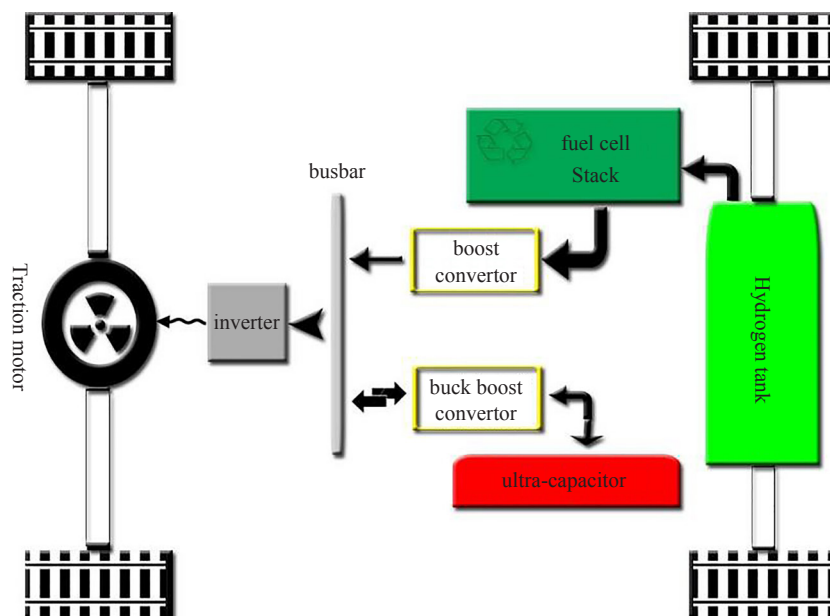 fuel cell
Stack
busbar
boost
convertor
Traction motor
inverter
Hydrogen tank
buck boost
convertor
ultra-capacitor